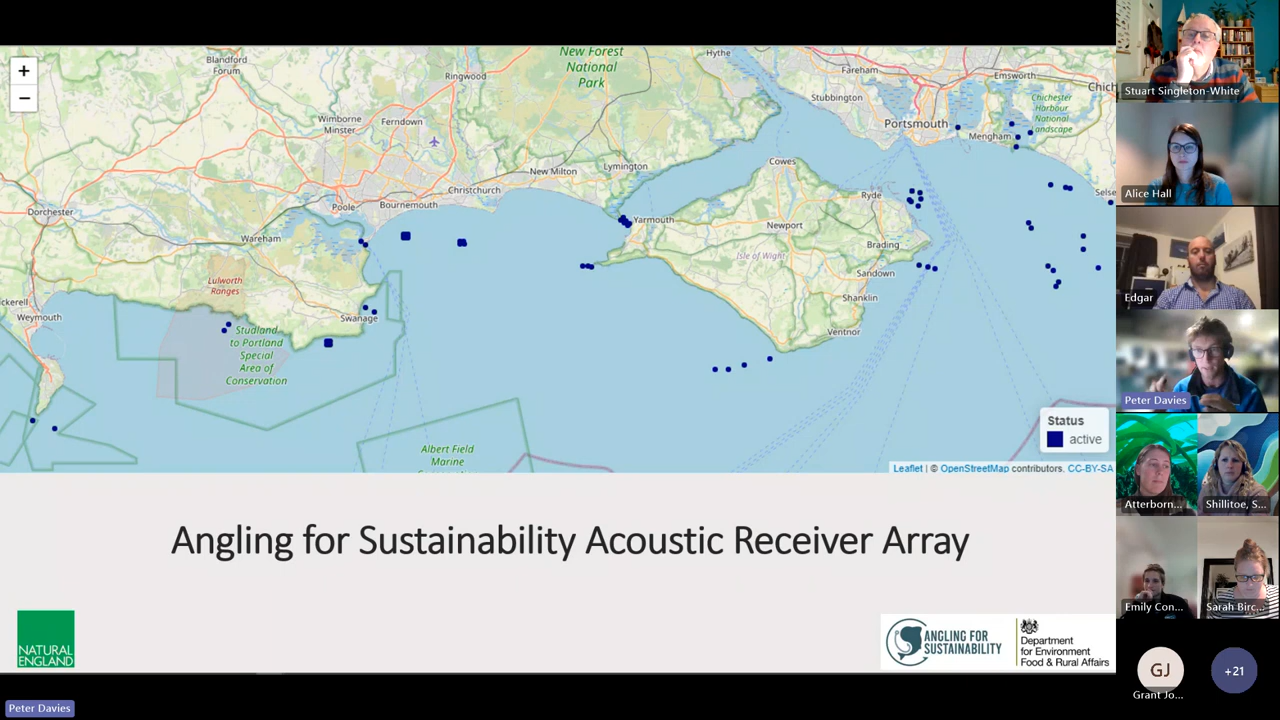 +
−
Blandford
Forum
Ringwood
New Forest
National
Park
Hythe
Fareham
Emsworth
Stubbington
Portsmouth
Chichester
Harbour
National
Mengham
Wimborne
Minster
Ferndown
Lymington
Cowes
New Milton
Christchurch
Poole
Bournemouth
Ryde
Dorchester
Yarmouth
Newport
Wareham
Brading
Isle of Wight
Sandown
Lulworth
Ranges
Shanklin
Weymouth
Swanage
Ventnor
Studland
to Portland
Special
Area of
Conservation
Albert Field
Marine
Status
active
Leaflet | © OpenStreetMap contributors, CC-BY-SA
Angling for Sustainability Acoustic Receiver Array
NATURAL
ENGLAND
ANGLING FOR
SUSTAINABILITY
Department
for Environment
Food & Rural Affairs
Peter Davies
Stuart Singleton-White
Alice Hall
Edgar
Peter Davies
Atterborn...
Shillitoe, S...
Emily Con...
Sarah Birc...
GJ
Grant Jo...
+21